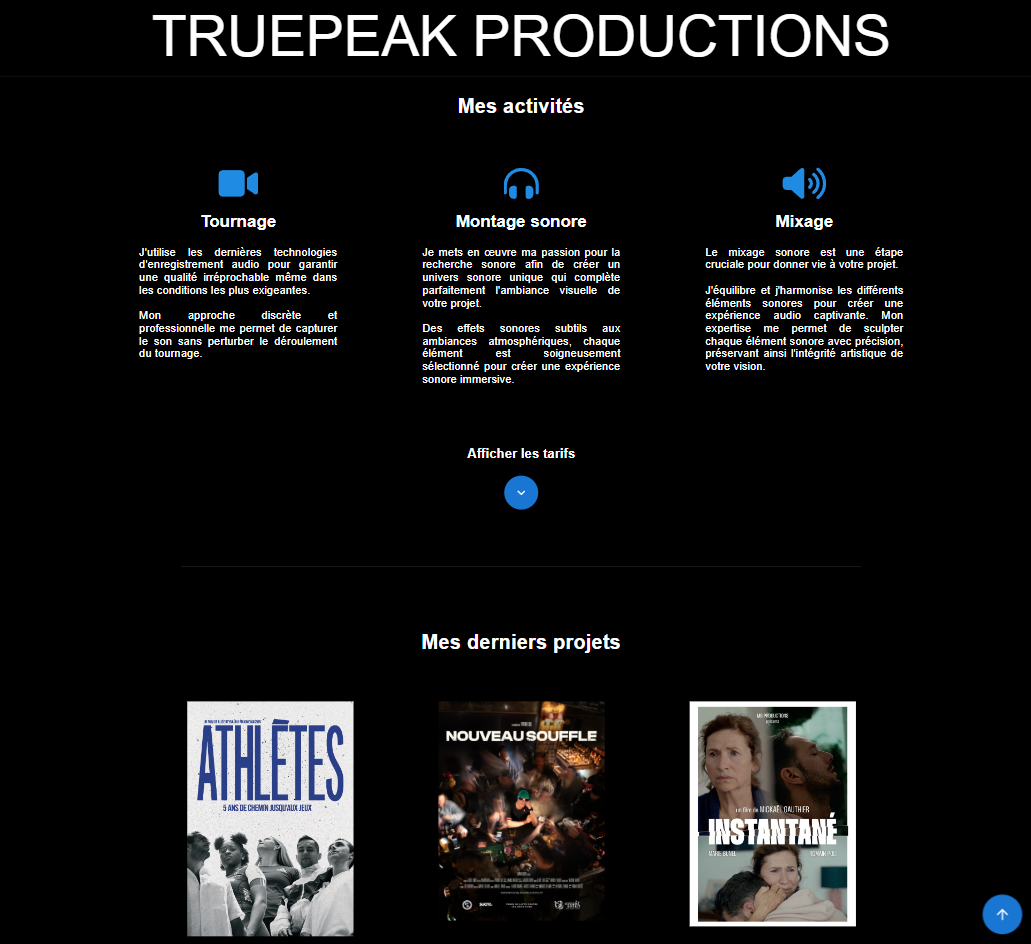 TRUEPEAK PRODUCTIONS
Mes activités
Tournage
J'utilise les dernières technologies
d'enregistrement audio pour garantir
une qualité irréprochable même dans
les conditions les plus exigeantes.
Mon approche discrète et
professionnelle me permet de capturer
le son sans perturber le déroulement
du tournage.
Montage sonore
Je mets en œuvre ma passion pour la
recherche sonore afin de créer un
univers sonore unique qui complète
parfaitement l'ambiance visuelle de
votre projet.
Des effets sonores subtils aux
ambiances atmosphériques, chaque
élément est soigneusement
sélectionné pour créer une expérience
sonore immersive.
Mixage
Le mixage sonore est une étape
cruciale pour donner vie à votre projet.
J'équilibre et j'harmonise les différents
éléments sonores pour créer une
expérience audio captivante. Mon
expertise me permet de sculpter
chaque élément sonore avec précision,
préservant ainsi l'intégrité artistique de
votre vision.
Afficher les tarifs
Mes derniers projets
ATHLÈTES
5 ANS DE CHEMIN JUSQU'AUX JEUX
NOUVEAU SOUFFLE
PRODUCTIONS
un film de MICKAËL GAUTHIER
INSTANTANÉ